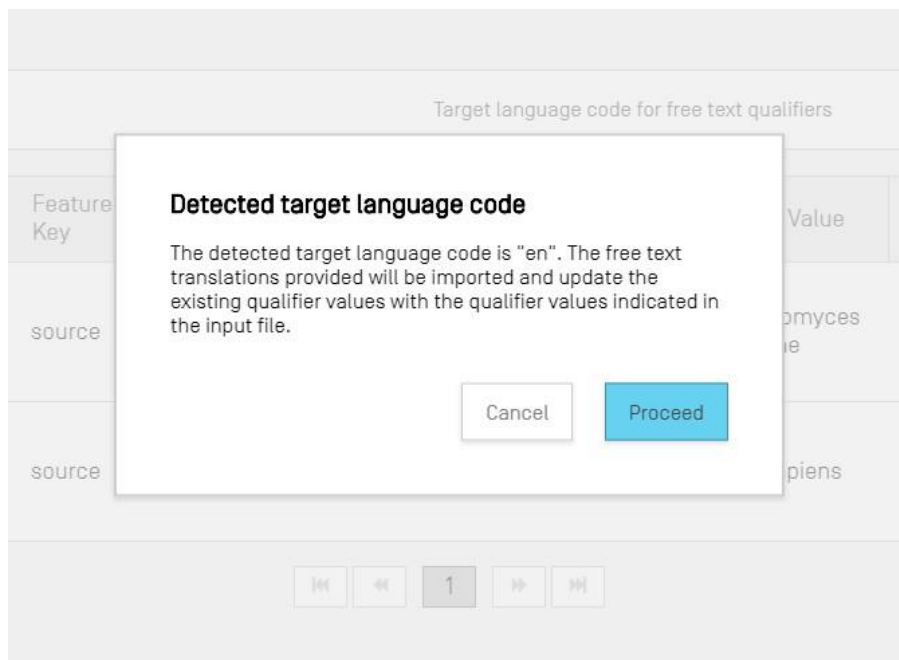 Target language code for free text qualifiers
Feature
Key
Value
Detected target language code
The detected target language code is "en". The free text
translations provided will be imported and update the
existing qualifier values with the qualifier values indicated in
the input file.
source
Cancel
Proceed
source
1